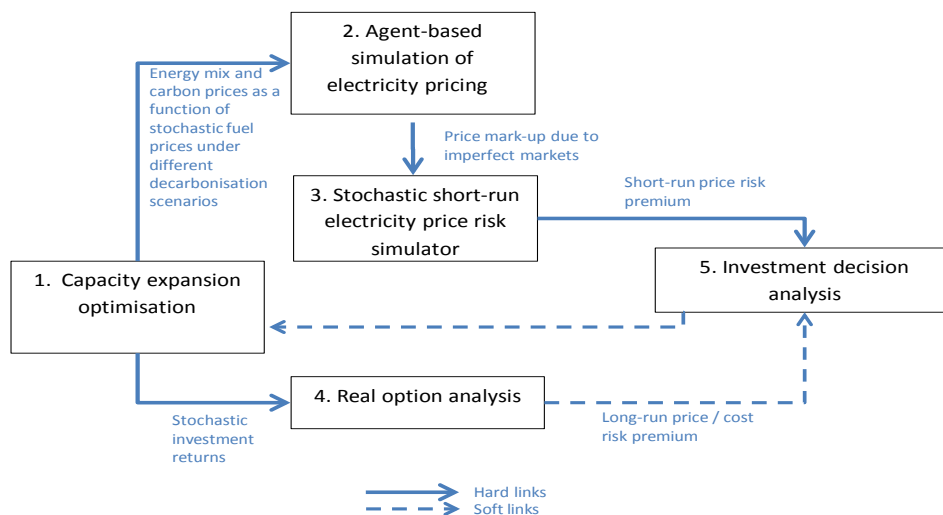 2. Agent-based
simulation of
electricity pricing
Energy mix and
carbon prices as a
function of
stochastic fuel
prices under
different
decarbonisation
scenarios
Price mark-up due to
imperfect markets
3. Stochastic short-run
electricity price risk
simulator
Short-run price risk
premium
1. Capacity expansion
optimisation
5. Investment decision
analysis
4. Real option analysis
Stochastic
investment
returns
Long-run price / cost
risk premium
Hard links
Soft links